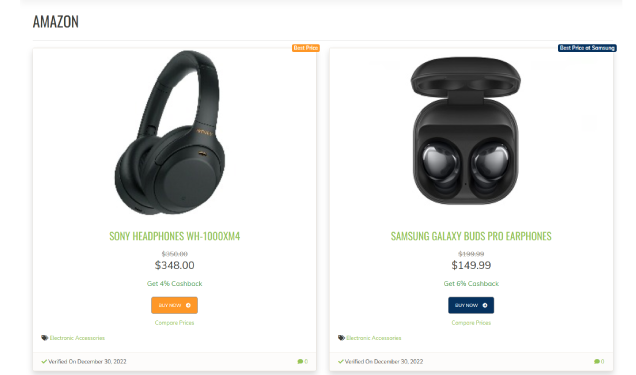 AMAZON
Best Price
SONY
SONY HEADPHONES WH-1000XM4
$350.00
$348.00
Get 4% Cashback
BUY NOW
Compare Prices
Electronic Accessories
Verified On December 30, 2022
0
Best Price at Samsung
SAMSUNG GALAXY BUDS PRO EARPHONES
$199.99
$149.99
Get 6% Cashback
BUY NOW
Compare Prices
Electronic Accessories
Verified On December 30, 2022
0